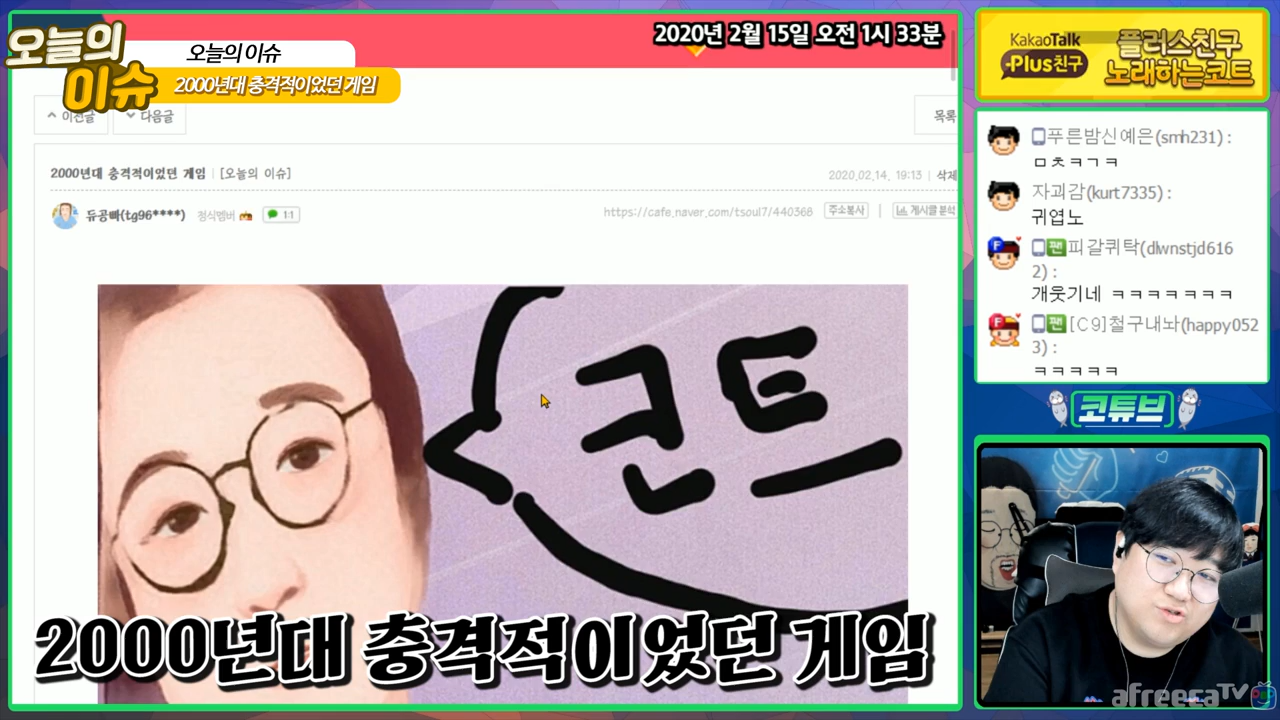 오늘의
이슈
오늘의 이슈
2000년대 충격적이었던 게임
2020년 2월 15일 오전 1시 33분
이전글
다음글
목록
2000년대 충격적이었던 게임 | [오늘의 이슈]
2020.02.14. 19:13 | 삭제
듀공빠(tg96****) 정식멤버 1:1
https://cafe.naver.com/tsoul7/440368 주소복사 | 게시글 분석
코트
2000년대 충격적이었던 게임
KakaoTalk
Plus친구
플러스친구
노래하는코트
푸른밤신예은(smh231) :
ㅁㅊㅋㄱㅋ
자괴감(kurt7335) :
귀엽노
팬 피갈퀴탁(dlwnstjd616
2) :
개웃기네 ㅋㅋㅋㅋㅋㅋㅋ
팬 [C9]철구내놔(happy052
3) :
ㅋㅋㅋㅋㅋ
코튜브
afreecaTV